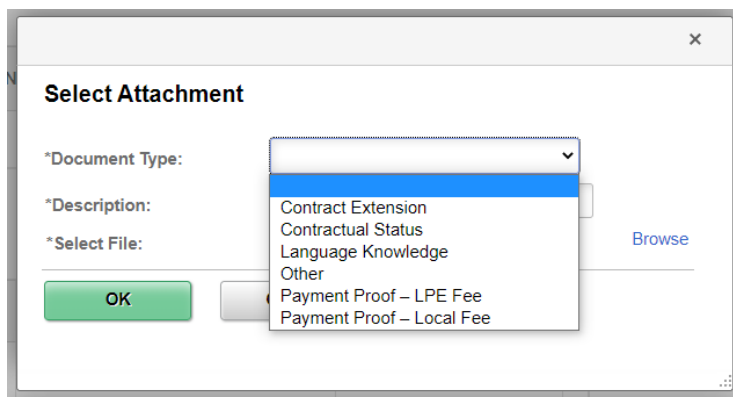 ×
Select Attachment
*Document Type:
*Description:
Contract Extension
Contractual Status
Language Knowledge
Other
Payment Proof – LPE Fee
Payment Proof – Local Fee
*Select File:
Browse
OK